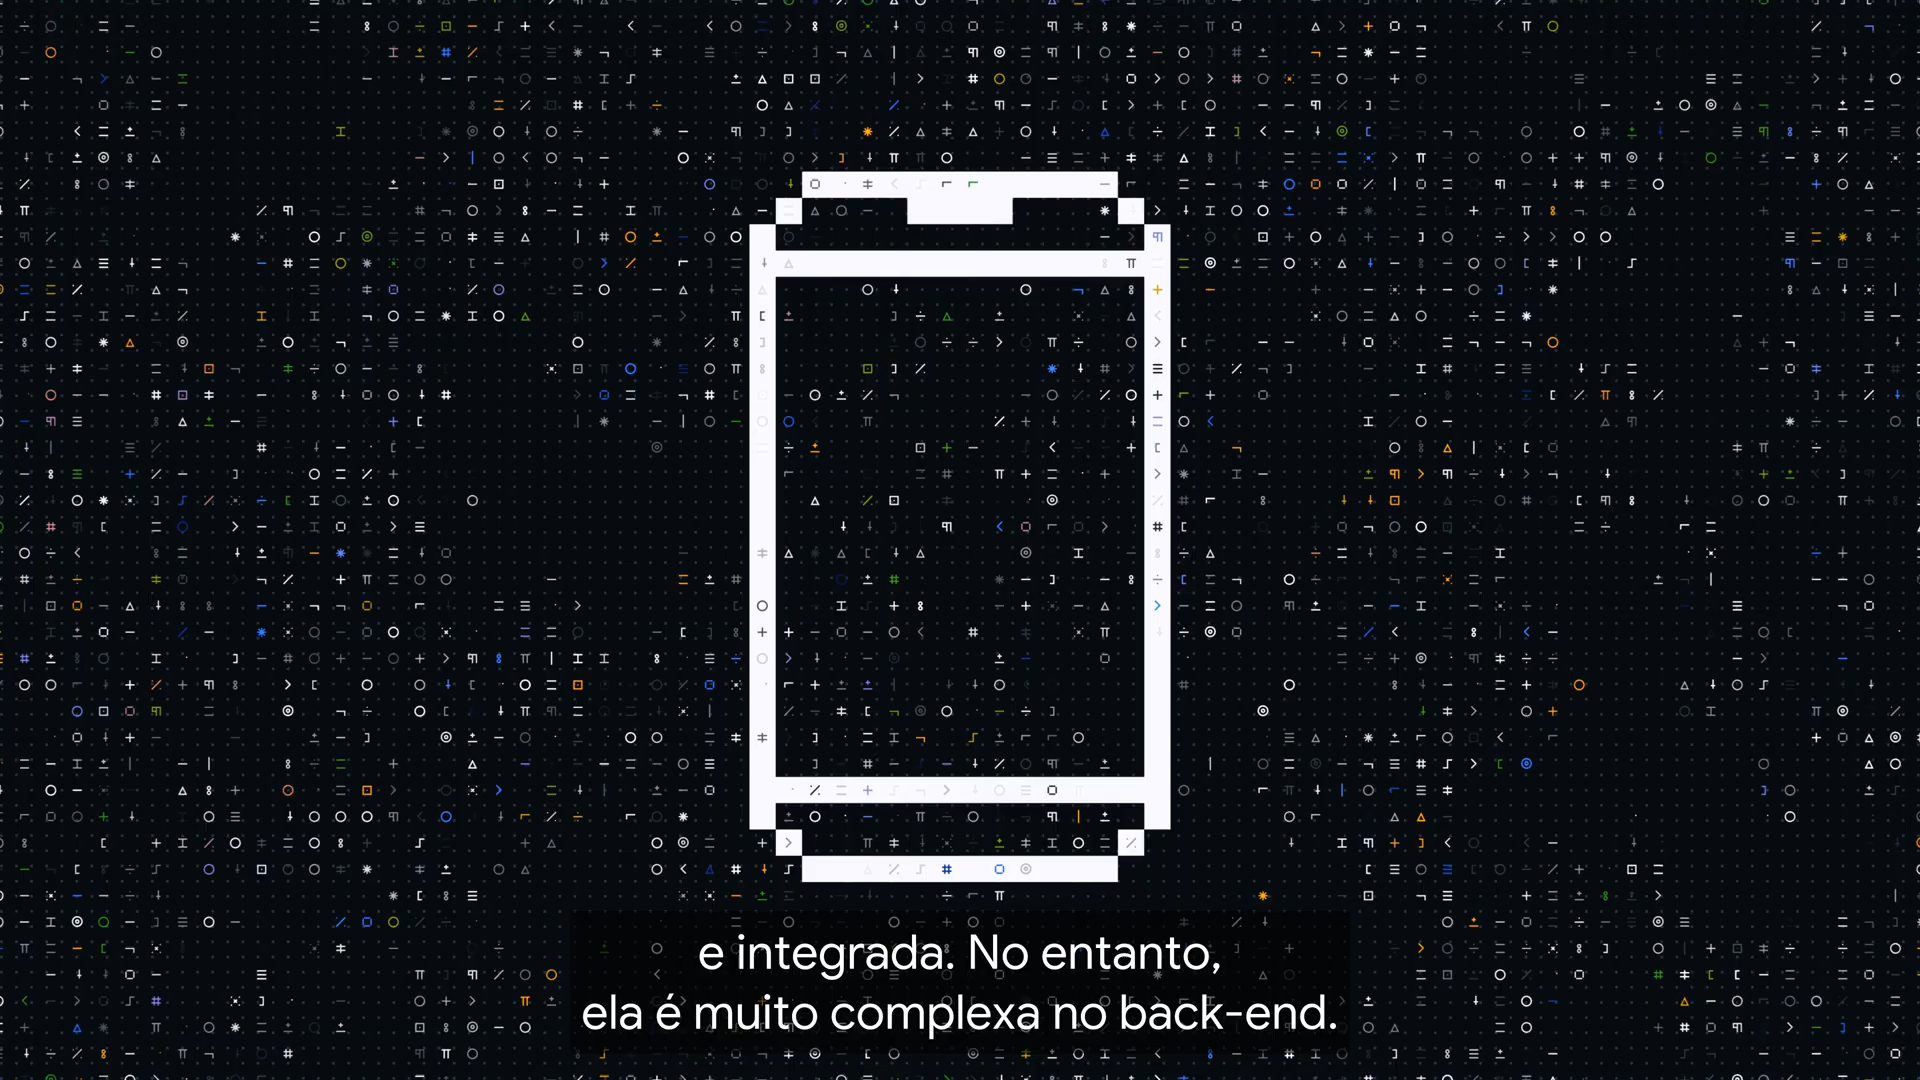 e integrada. No entanto,
ela é muito complexa no back-end.